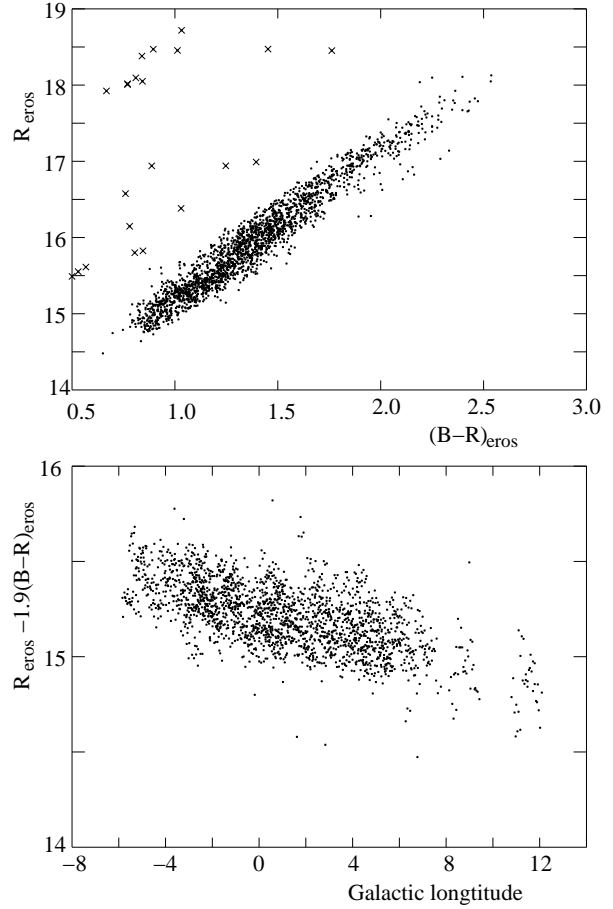 19
18
17
16
15
14
R eros
0.5 1.0 1.5 2.0 2.5 3.0
(B−R)eros
16
15
14
R eros −1.9(B−R)eros
−8 −4 0 4 8 12
Galactic longtitude